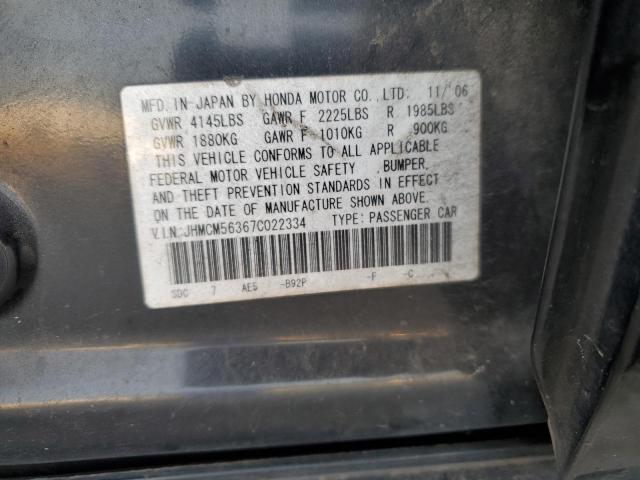 MFD. IN JAPAN BY HONDA MOTOR CO.,LTD. 11/'06
GVWR 4145LBS GAWR F 2225LBS R 1985LBS
GVWR 1880KG GAWR F 1010KG R 900KG
THIS VEHICLE CONFORMS TO ALL APPLICABLE
FEDERAL MOTOR VEHICLE SAFETY ,BUMPER,
AND THEFT PREVENTION STANDARDS IN EFFECT
ON THE DATE OF MANUFACTURE SHOWN ABOVE.
V.I.N:JHMCM56367C022334 TYPE: PASSENGER CAR
SDC 7 AE5 -B92P -F -C